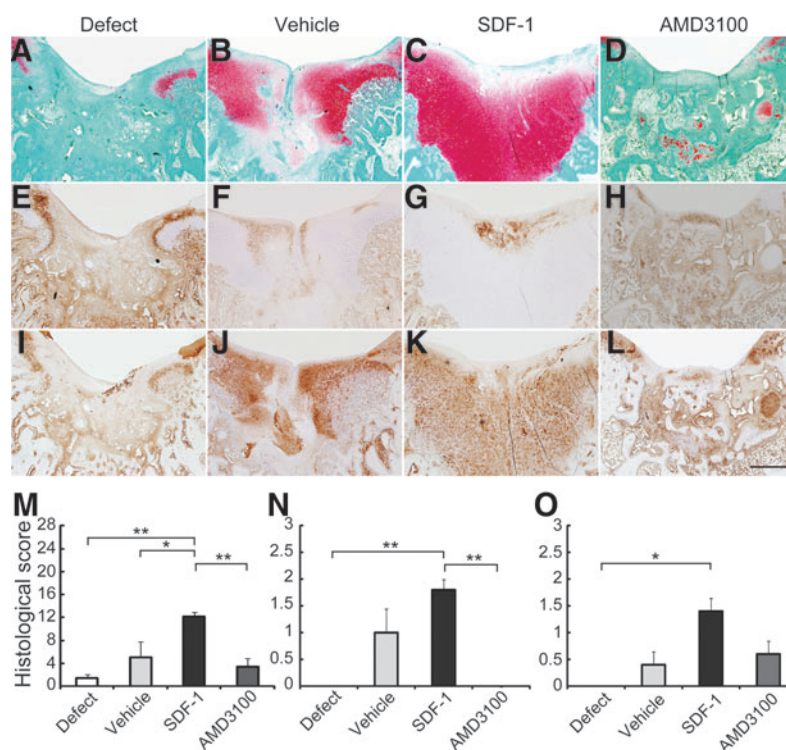 Defect Vehicle SDF-1 AMD3100
A B C D
E F G H
I J K L
M N O
Histological score
28
24
20
16
12
8
4
0
** * **
Defect Vehicle SDF-1 AMD3100
3
2.5
2
1.5
1
0.5
0
** **
Defect Vehicle SDF-1 AMD3100
3
2.5
2
1.5
1
0.5
0
*
Defect Vehicle SDF-1 AMD3100